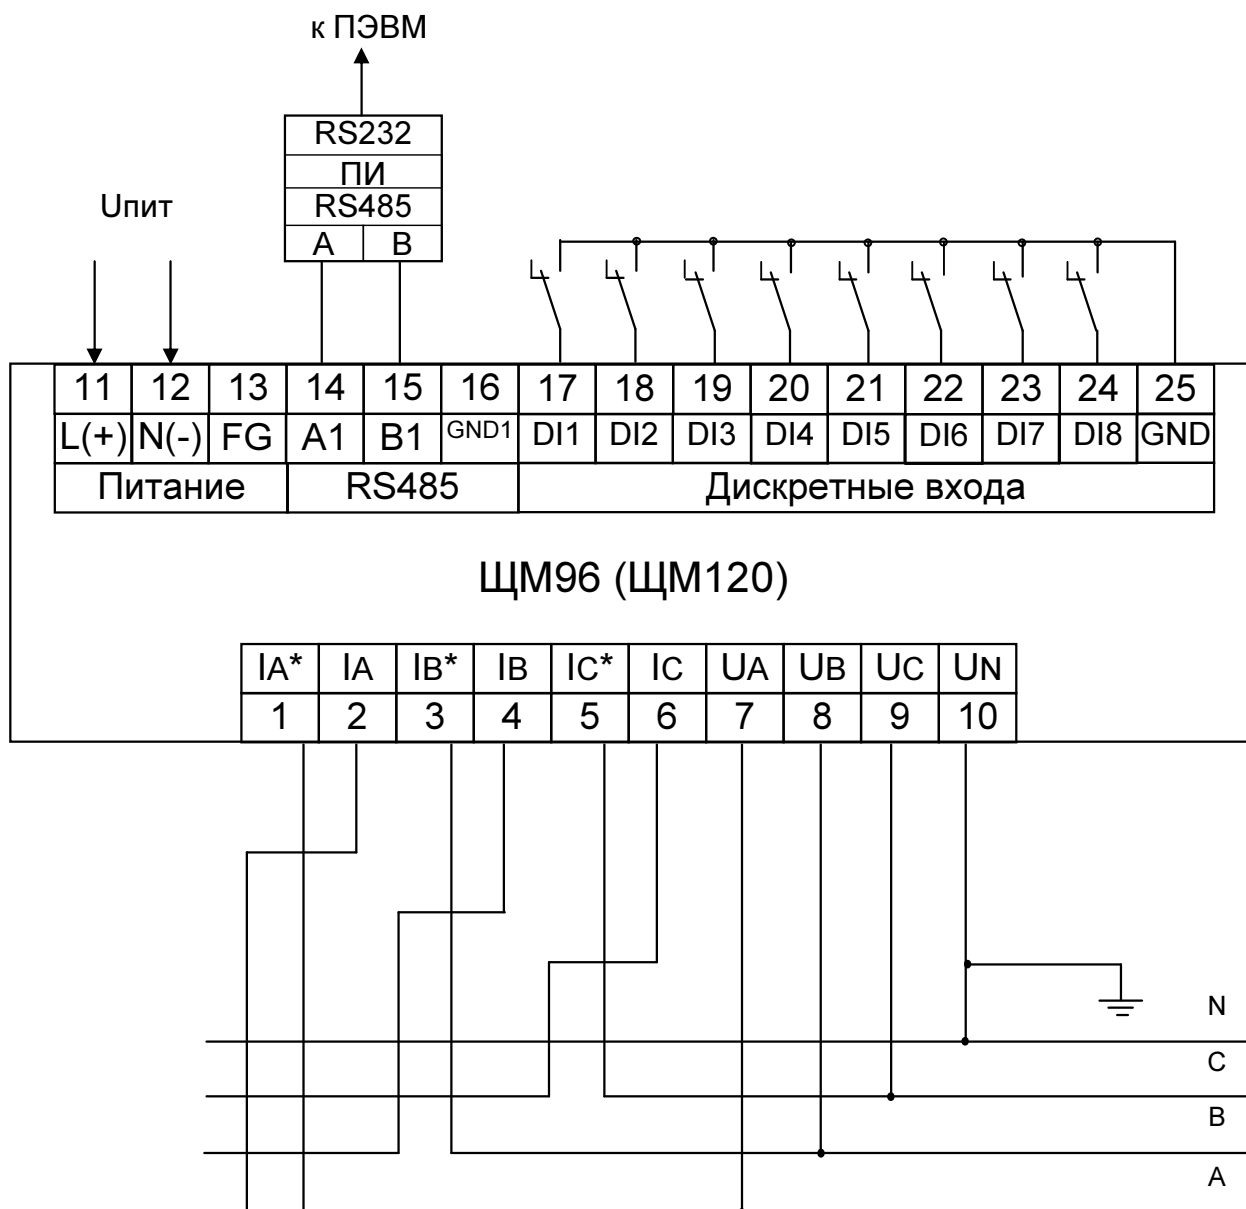 к ПЭВМ
RS232
ПИ
RS485
A B
Uпит
11 12 13 14 15 16 17 18 19 20 21 22 23 24 25
L(+) N(-) FG A1 B1 GND1 DI1 DI2 DI3 DI4 DI5 DI6 DI7 DI8 GND
Питание RS485 Дискретные входа
ЩМ96 (ЩМ120)
IA* IA IB* IB IC* IC UA UB UC UN
1 2 3 4 5 6 7 8 9 10
N
C
B
A